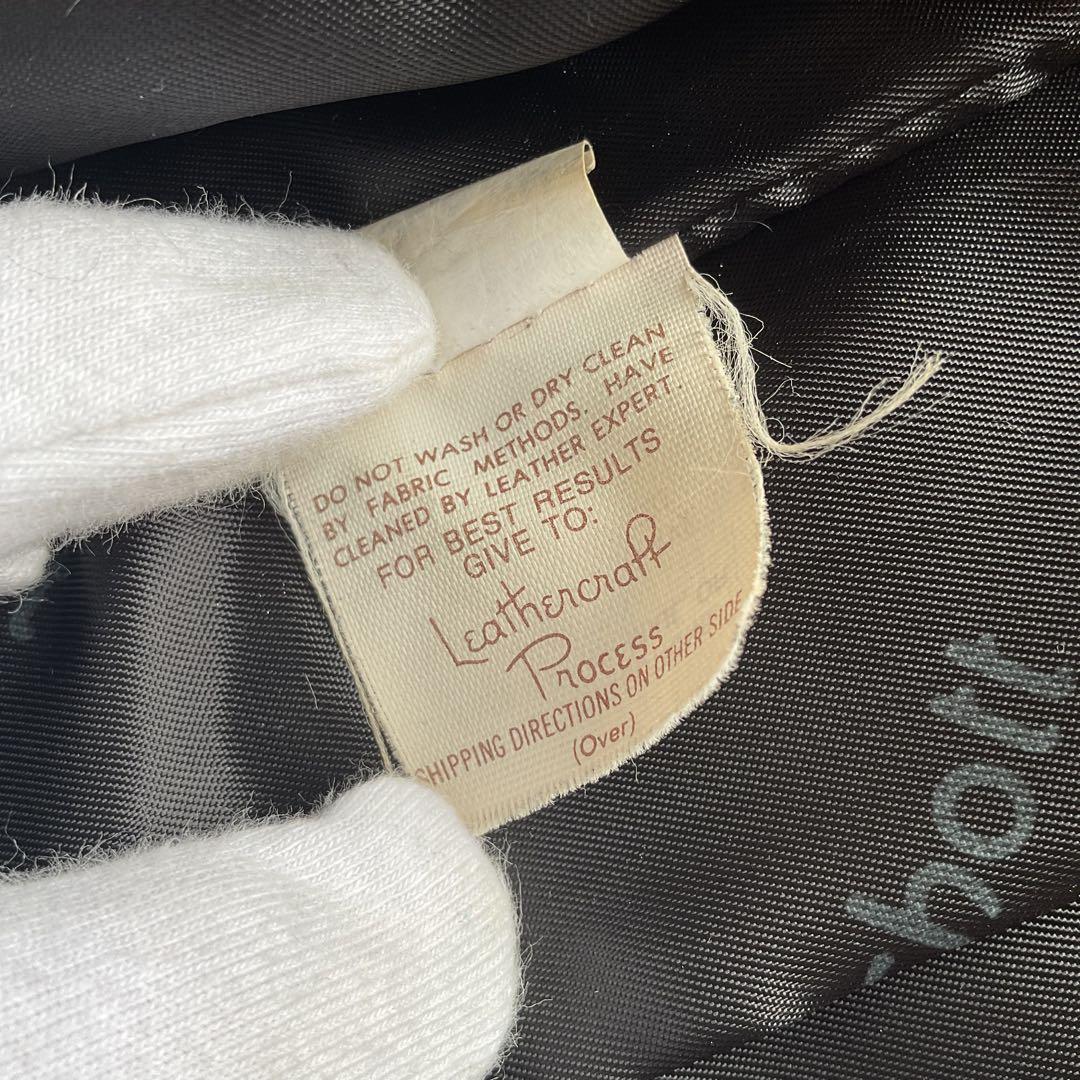 DO NOT WASH OR DRY CLEAN
BY FABRIC METHODS. HAVE
CLEANED BY LEATHER EXPERT.
FOR BEST RESULTS
GIVE TO:
Leathercraft
Process
SHIPPING DIRECTIONS ON OTHER SIDE
(Over)